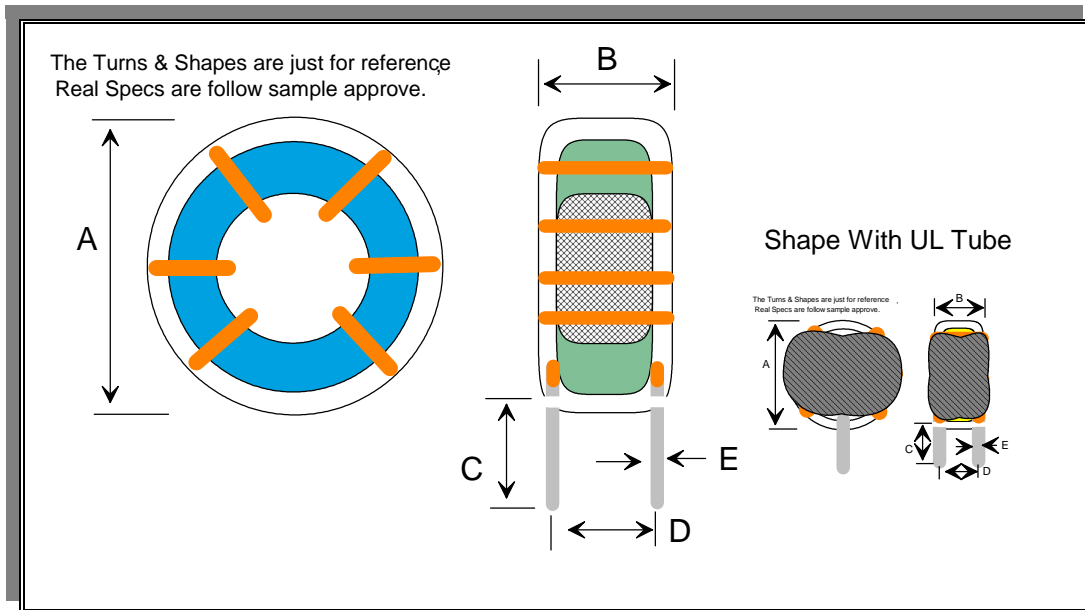 The Turns & Shapes are just for reference,
Real Specs are follow sample approve.
A
B
C
E
D
Shape With UL Tube
The Turns & Shapes are just for reference ,
Real Specs are follow sample approve.
B
A
C
E
D